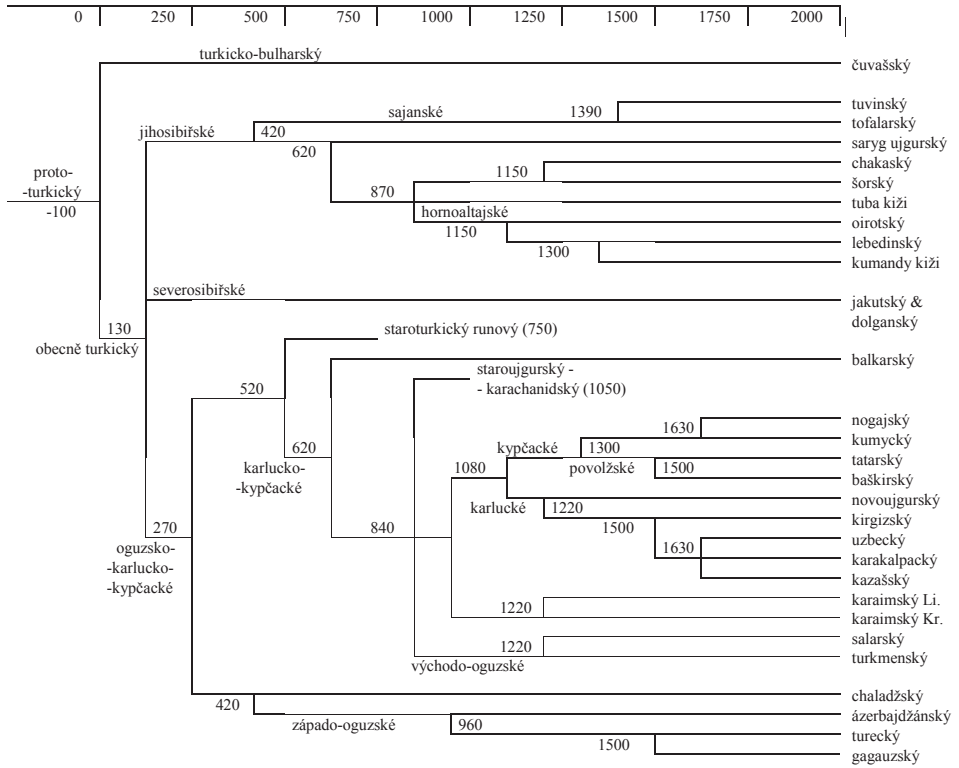 0 250 500 750 1000 1250 1500 1750 2000
turkicko-bulharský
čuvašský
tuvinský
sajanské 1390
tofalarský
jihosibiřské 420
saryg ujgurský
620
chakaský
1150
proto-
-turkický
870
šorský
tuba kiži
-100
hornoaltajské
oirotský
1150
lebedinský
1300
kumandy kiži
severosibiřské
jakutský &
dolganský
130
staroturkický runový (750)
obecně turkický
balkarský
staroujgurský -
- karachanidský (1050)
520
nogajský
1630
kumycký
kypčacké 1300
620
tatarský
karlucko-
-kypčacké
1080
povolžské 1500
baškirský
novoujgurský
karlucké 1220
kirgizský
270
840
1500
uzbecký
oguzsko-
-karlucko-
-kypčacké
1630
karakalpacký
kazašský
karaimský Li.
1220
karaimský Kr.
salarský
1220
turkmenský
východo-oguzské
chaladžský
420
ázerbajdžánský
západo-oguzské 960
turecký
1500
gagauzský